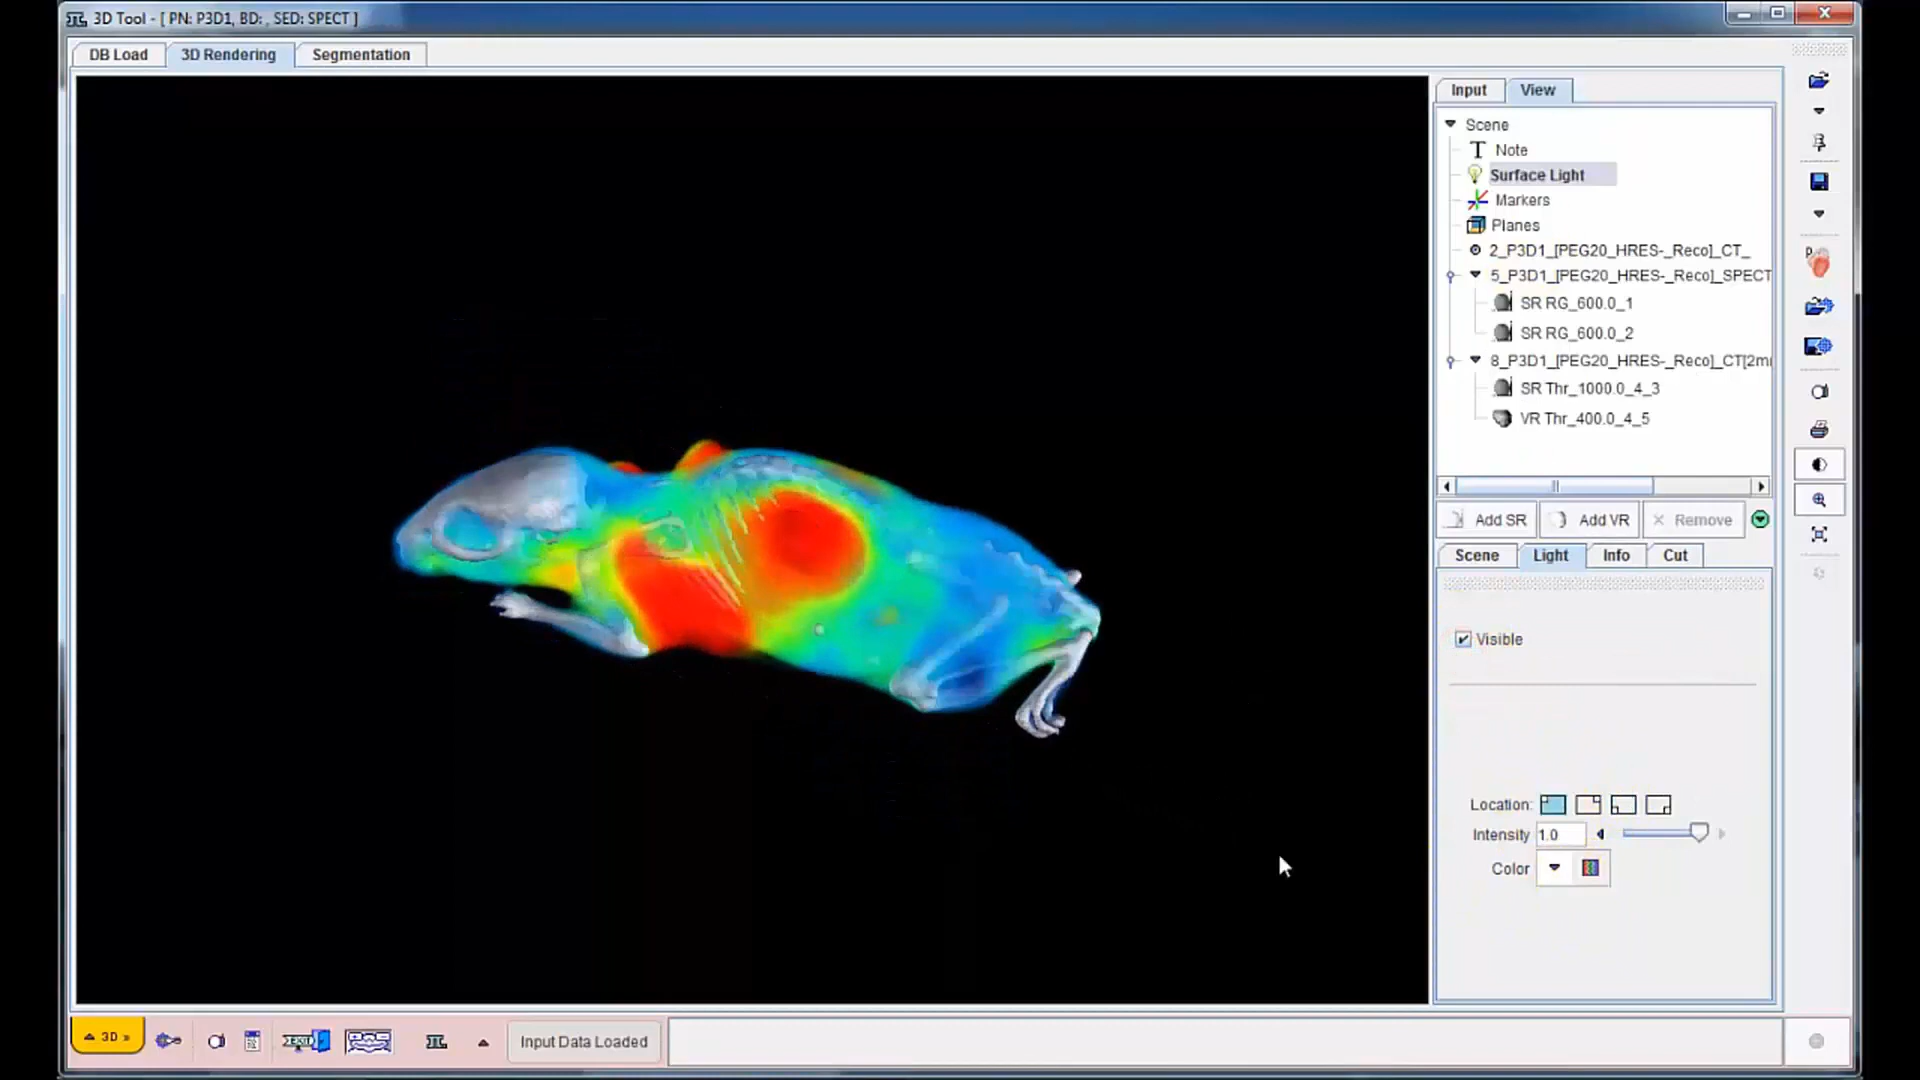 3D Tool - [ PN: P3D1, BD: , SED: SPECT ]
DB Load
3D Rendering
Segmentation
Input
View
Scene
Note
Surface Light
Markers
Planes
2_P3D1_[PEG20_HRES-_Reco]_CT_
5_P3D1_[PEG20_HRES-_Reco]_SPECT
SR RG_600.0_1
SR RG_600.0_2
8_P3D1_[PEG20_HRES-_Reco]_CT[2m
SR Thr_1000.0_4_3
VR Thr_400.0_4_5
Add SR
Add VR
Remove
Scene
Light
Info
Cut
Visible
Location:
Intensity 1.0
Color
3D »
EXIT
Input Data Loaded